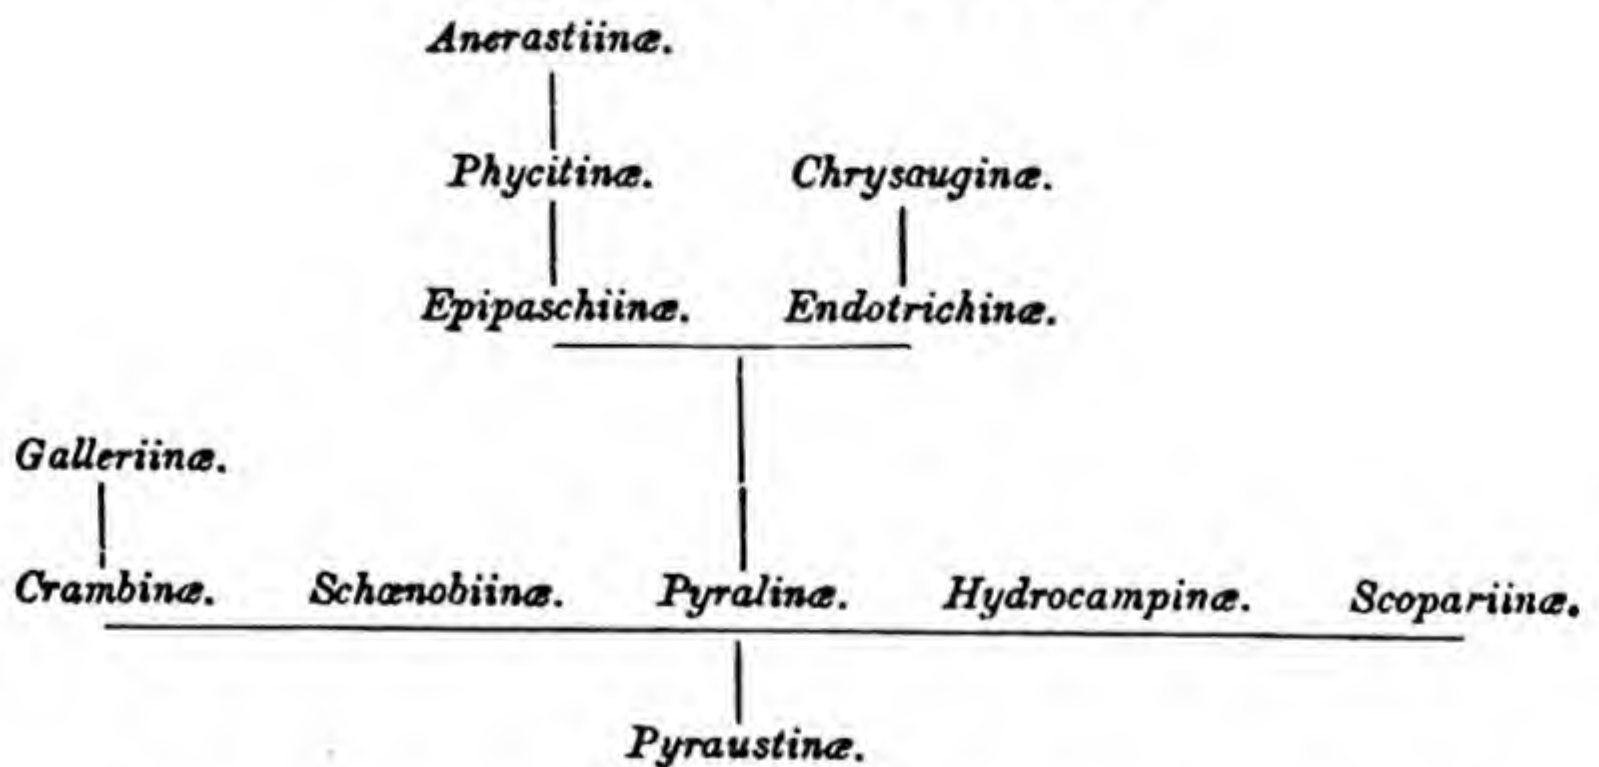 Anerastiinæ.
Phycitinæ. Chrysauginæ.
Epipaschiinæ. Endotrichinæ.
Galleriinæ.
Crambinæ. Schœnobiinæ. Pyralinæ. Hydrocampinæ. Scopariinæ.
Pyraustinæ.